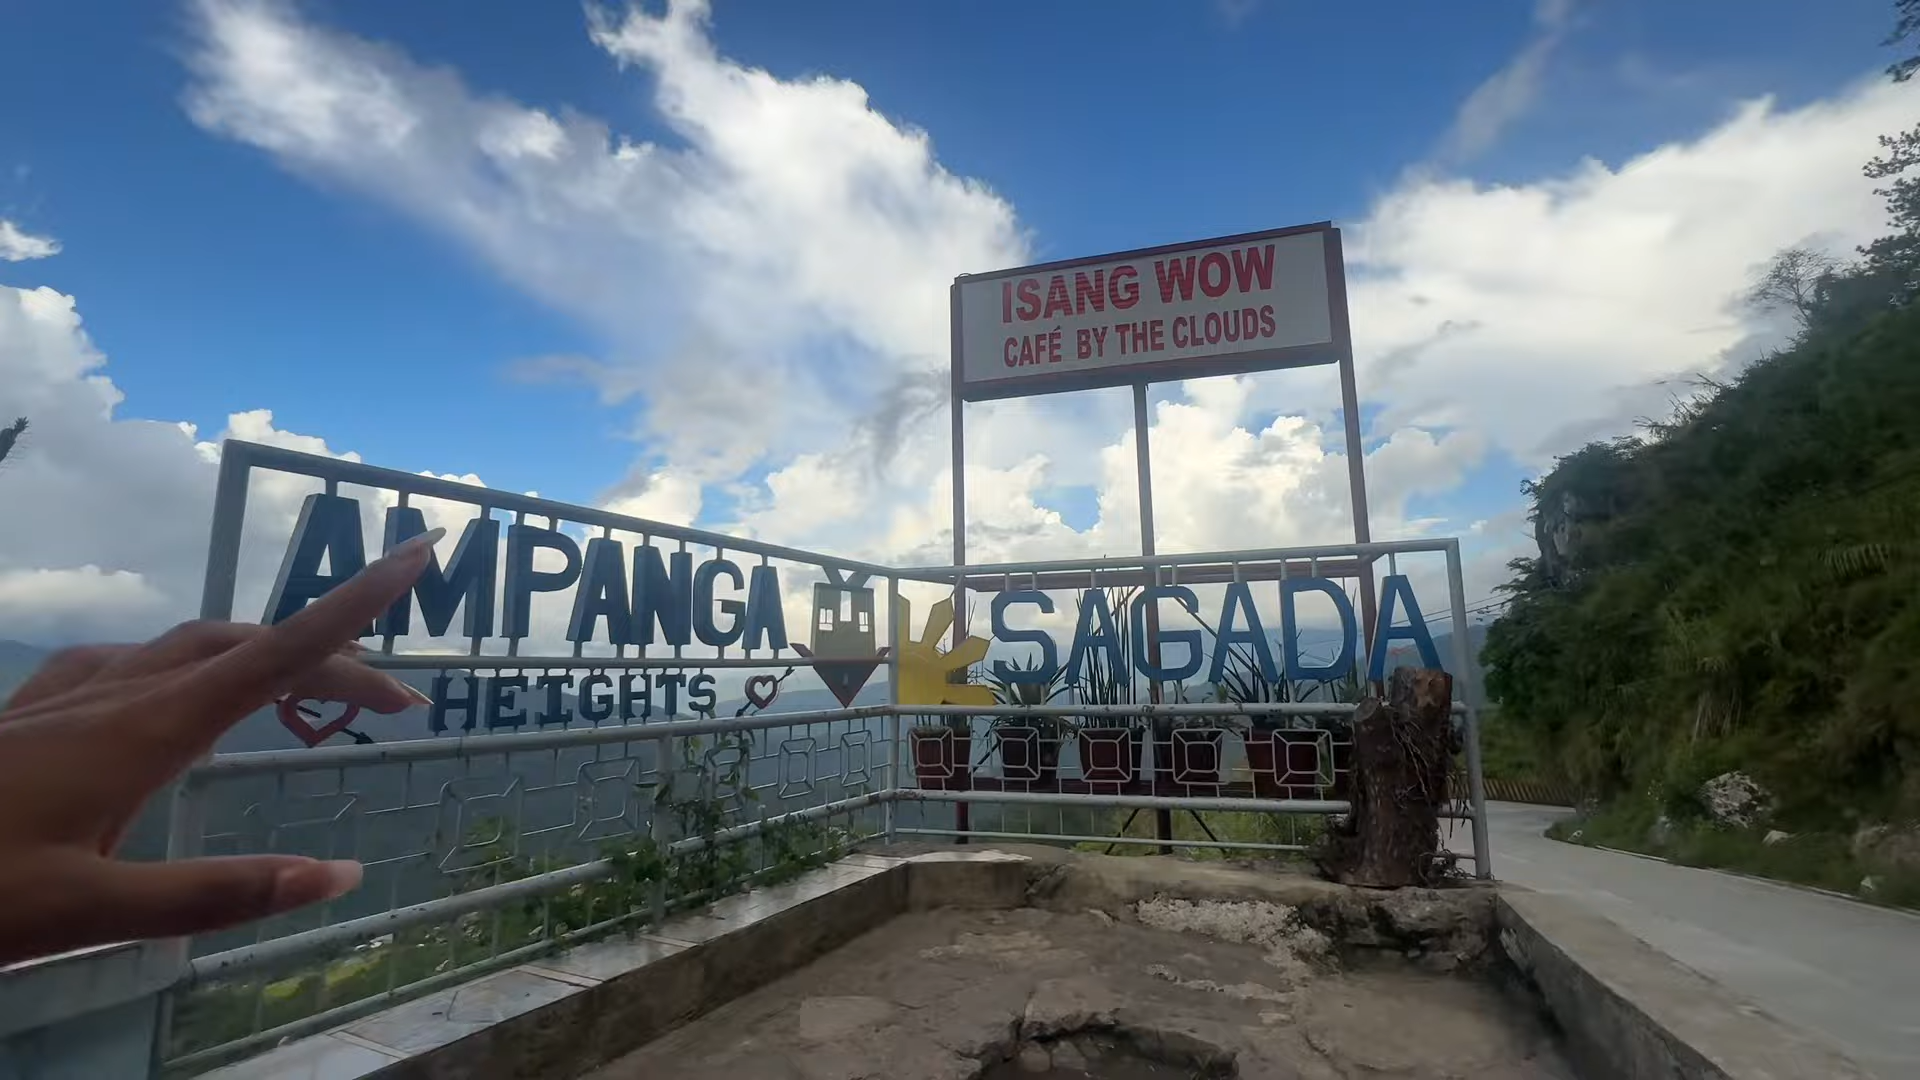 ISANG WOW
CAFÉ BY THE CLOUDS
AMPANGA
HEIGHTS
SAGADA